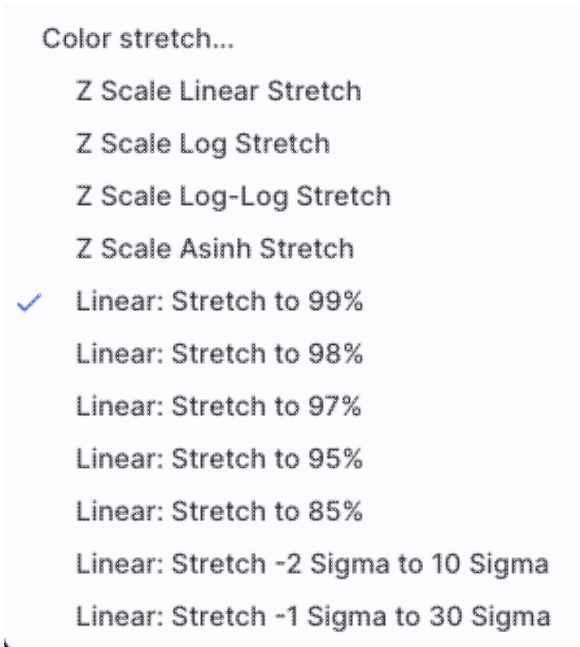 Color stretch...
Z Scale Linear Stretch
Z Scale Log Stretch
Z Scale Log-Log Stretch
Z Scale Asinh Stretch
Linear: Stretch to 99%
Linear: Stretch to 98%
Linear: Stretch to 97%
Linear: Stretch to 95%
Linear: Stretch to 85%
Linear: Stretch -2 Sigma to 10 Sigma
Linear: Stretch -1 Sigma to 30 Sigma